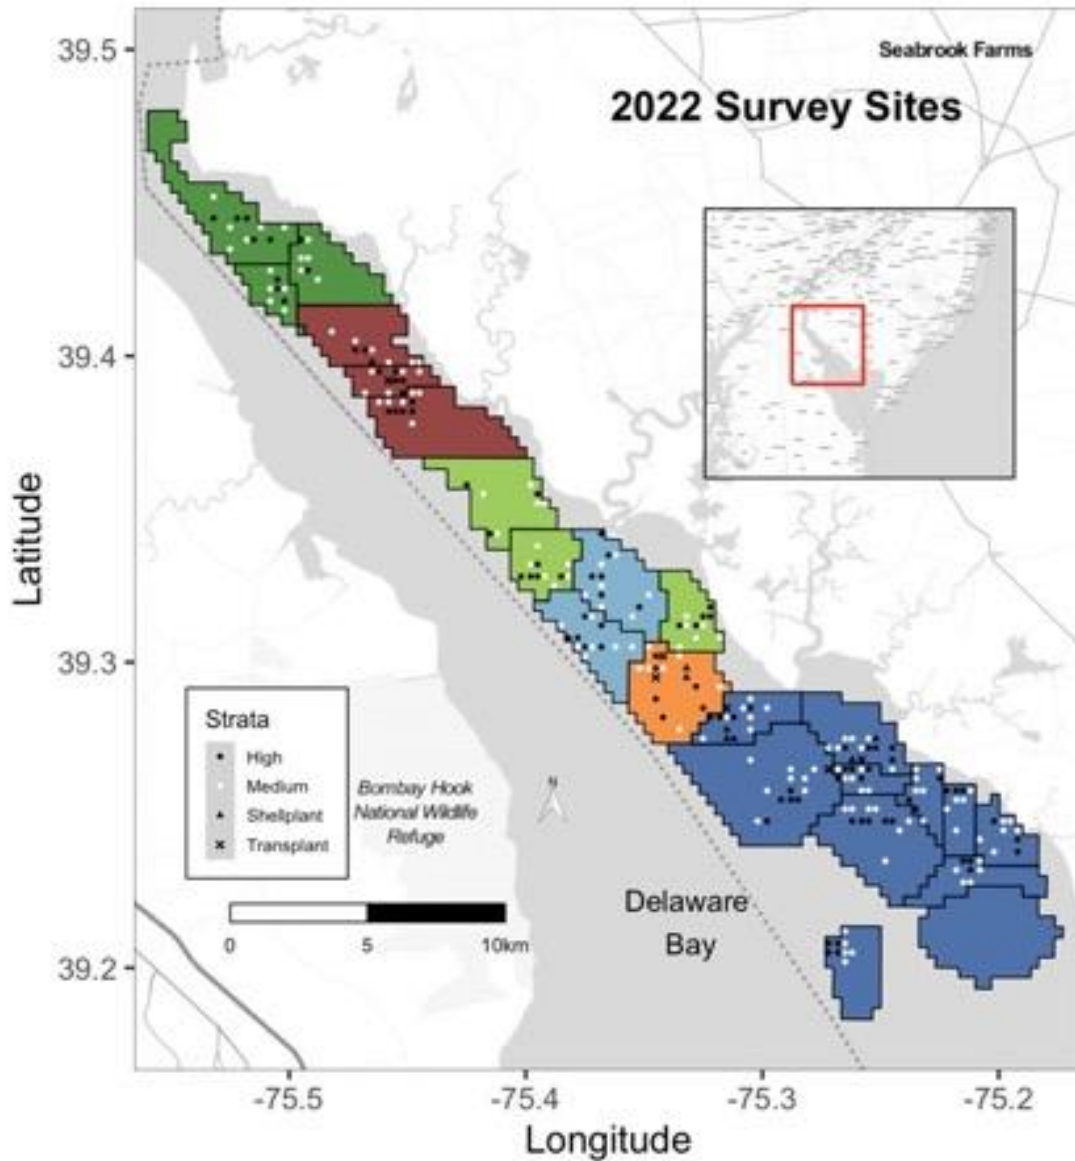 Seabrook Farms
2022 Survey Sites
39.5
39.4
39.3
39.2
Latitude
Strata
High
Medium
Shellplant
Transplant
Bombay Hook
National Wildlife
Refuge
N
0 5 10km
Delaware
Bay
-75.5 -75.4 -75.3 -75.2
Longitude